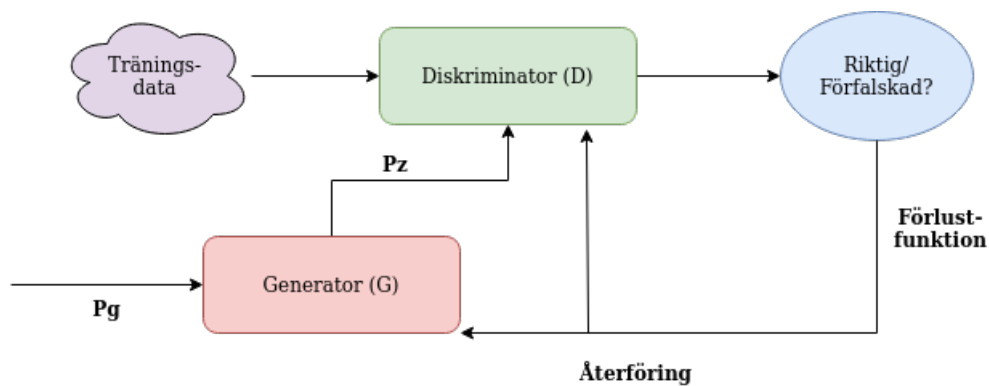 Tränings-
data
Diskriminator (D)
Riktig/
Förfalskad?
Pz
Förlust-
funktion
Generator (G)
Pg
Återföring